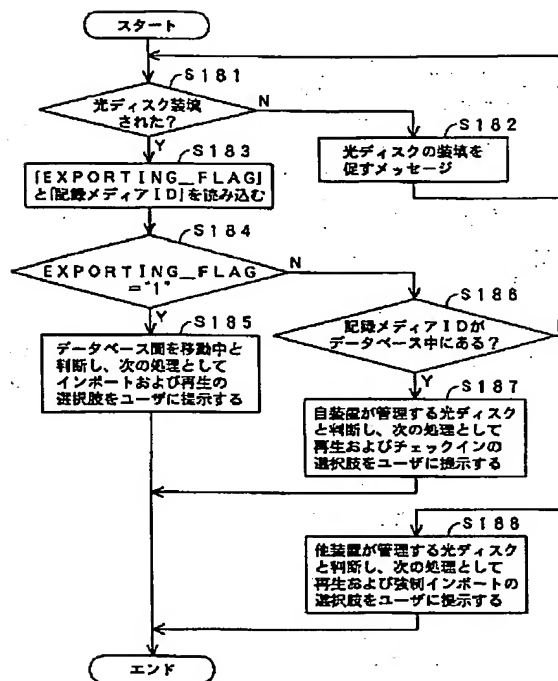 スタート
S181
光ディスク装填
された？
N
Y
S182
光ディスクの装填を
促すメッセージ
S183
「EXPORTING_FLAG」
と「記録メディアID」を読み込む
S184
EXPORTING_FLAG
="1"
N
Y
S185
データベース間を移動中と
判断し、次の処理として
インポートおよび再生の
選択肢をユーザに提示する
S186
記録メディアIDが
データベース中にある？
N
Y
S187
自装置が管理する光ディスク
と判断し、次の処理として
再生およびチェックインの
選択肢をユーザに提示する
S188
他装置が管理する光ディスク
と判断し、次の処理として
再生および強制インポートの
選択肢をユーザに提示する
エンド